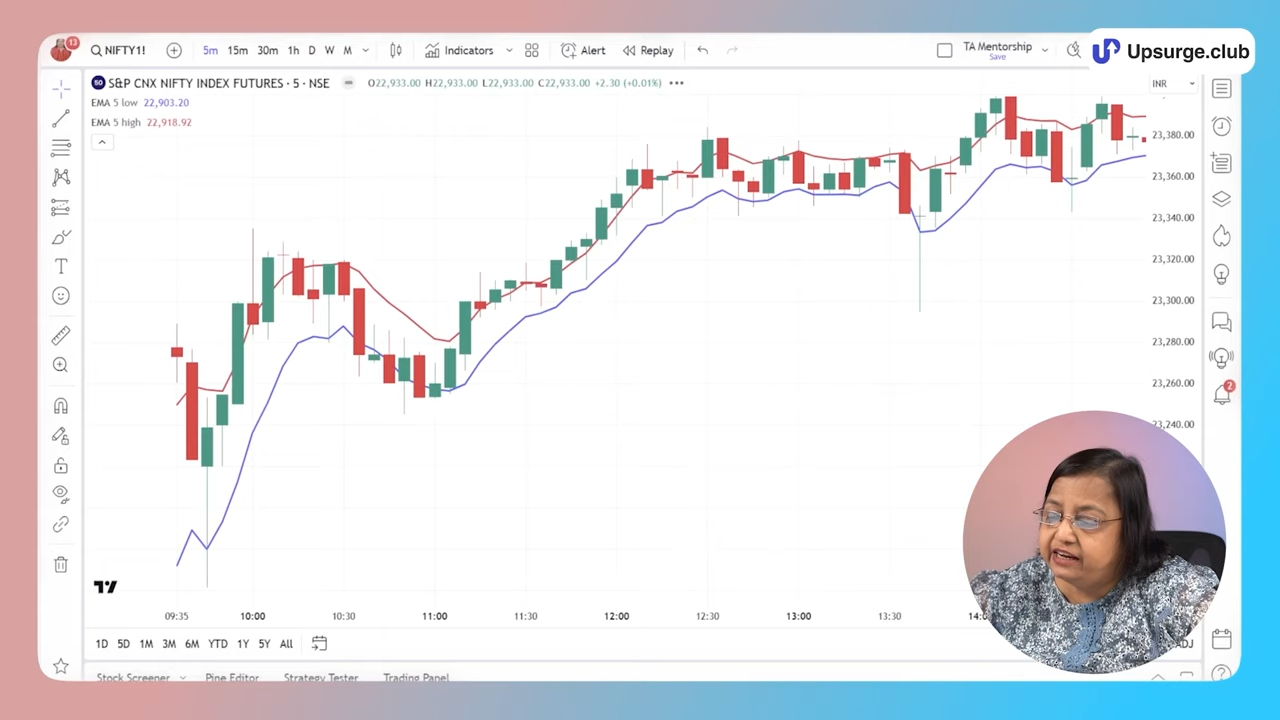 13
NIFTY1!
5m 15m 30m 1h D W M
Indicators
Alert
Replay
TA Mentorship
Save
Upsurge.club
50 S&P CNX NIFTY INDEX FUTURES · 5 · NSE
O22,933.00 H22,933.00 L22,933.00 C22,933.00 +2.30 (+0.01%)
INR
EMA 5 low 22,903.20
EMA 5 high 22,918.92
23,380.00
23,360.00
23,340.00
23,320.00
23,300.00
23,280.00
23,260.00
23,240.00
2
09:35 10:00 10:30 11:00 11:30 12:00 12:30 13:00 13:30
1D 5D 1M 3M 6M YTD 1Y 5Y All
ADJ
Stock Screener Pine Editor Strategy Tester Trading Panel